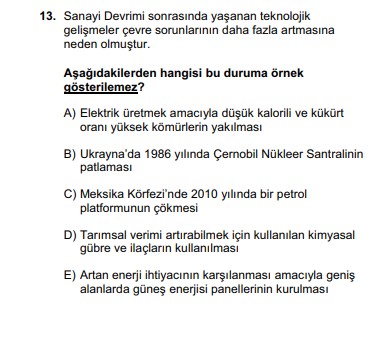 13. Sanayi Devrimi sonrasında yaşanan teknolojik
gelişmeler çevre sorunlarının daha fazla artmasına
neden olmuştur.
Aşağıdakilerden hangisi bu duruma örnek
gösterilemez?
A) Elektrik üretmek amacıyla düşük kalorili ve kükürt
oranı yüksek kömürlerin yakılması
B) Ukrayna'da 1986 yılında Çernobil Nükleer Santralinin
patlaması
C) Meksika Körfezi'nde 2010 yılında bir petrol
platformunun çökmesi
D) Tarımsal verimi artırabilmek için kullanılan kimyasal
gübre ve ilaçların kullanılması
E) Artan enerji ihtiyacının karşılanması amacıyla geniş
alanlarda güneş enerjisi panellerinin kurulması